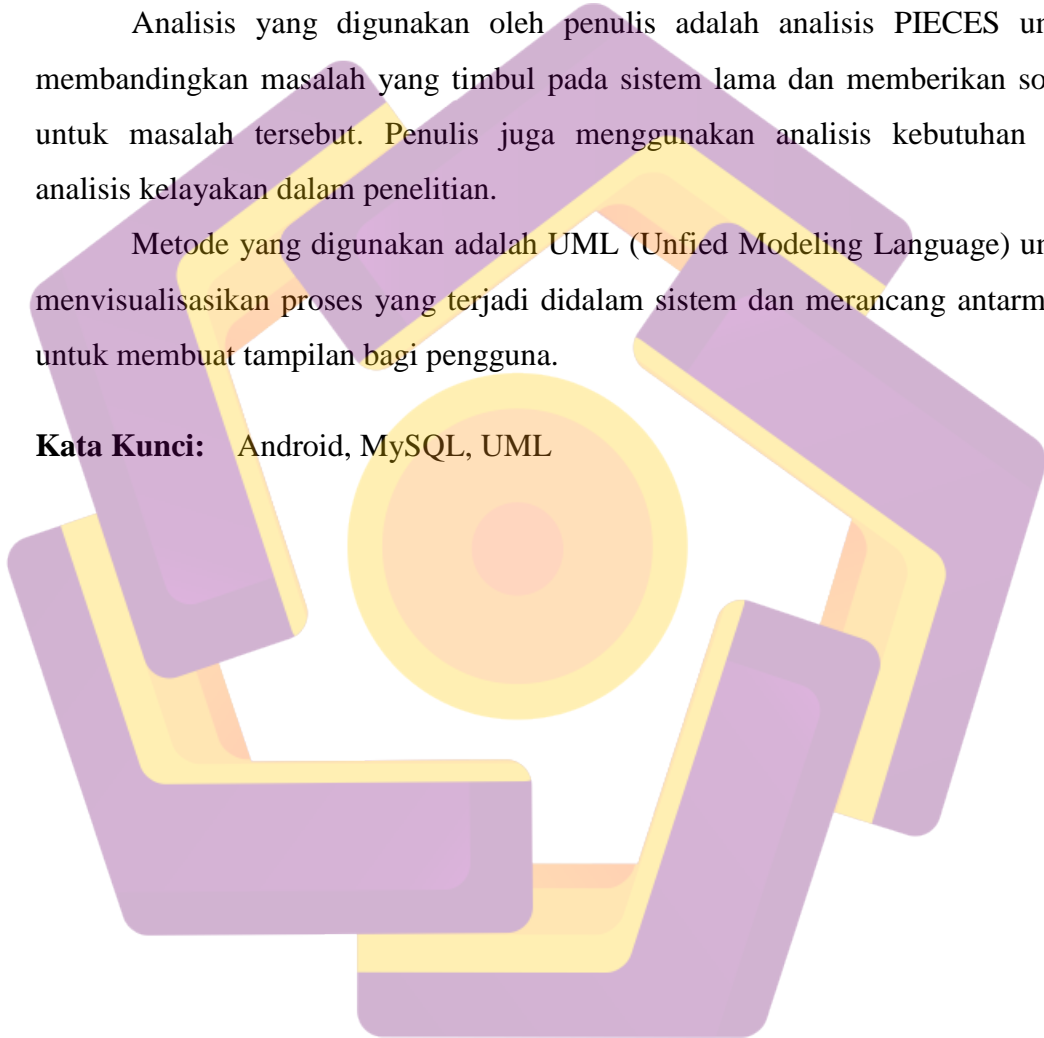 Analisis yang digunakan oleh penulis adalah analisis PIECES un
membandingkan masalah yang timbul pada sistem lama dan memberikan so
untuk masalah tersebut. Penulis juga menggunakan analisis kebutuhan
analisis kelayakan dalam penelitian.
Metode yang digunakan adalah UML (Unfied Modeling Language) un
menvisualisasikan proses yang terjadi didalam sistem dan merancang antarm
untuk membuat tampilan bagi pengguna.
Kata Kunci: Android, MySQL, UML